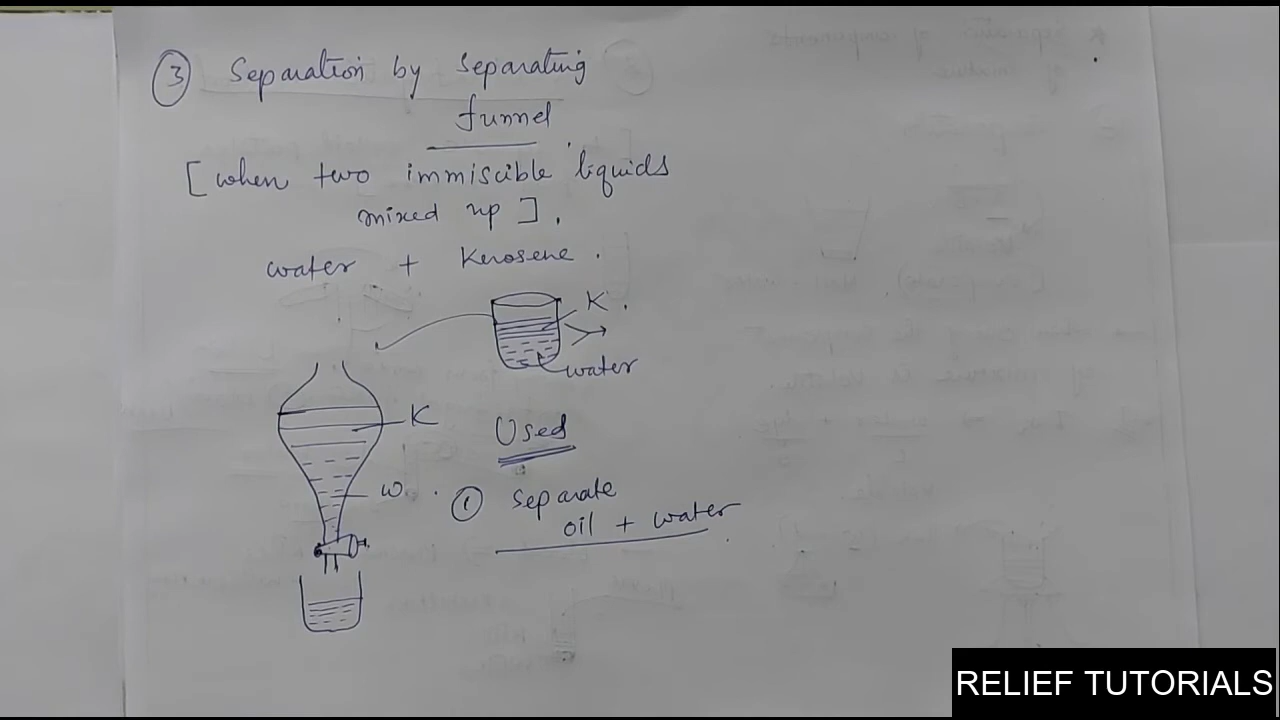 3 Separation by Separating
funnel
[when two immiscible liquids
mixed up].
water + Kerosene.
K.
water
K
w.
Used
1 Separate
oil + water
RELIEF TUTORIALS